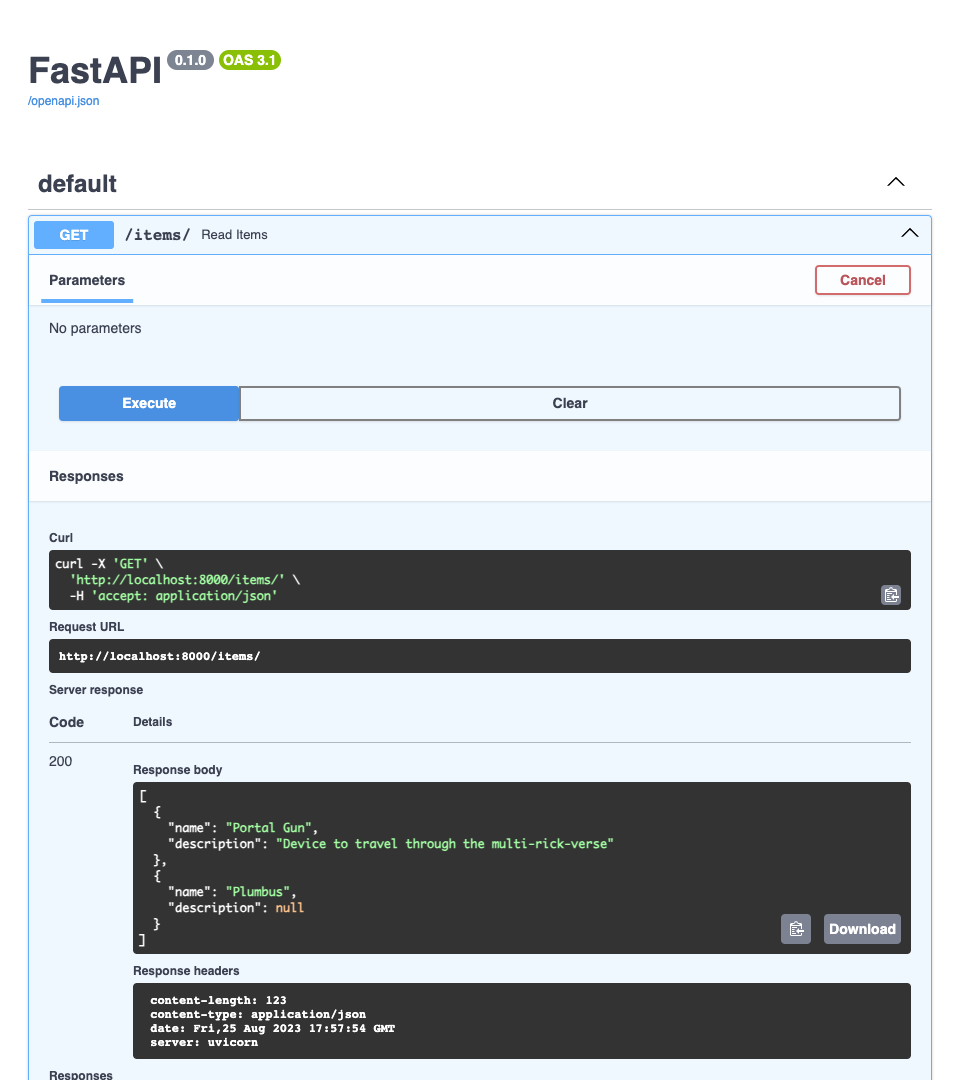 FastAPI 0.1.0 OAS 3.1
/openapi.json
default
GET /items/ Read Items
Parameters
Cancel
No parameters
Execute
Clear
Responses
Curl
curl -X 'GET' \
  'http://localhost:8000/items/' \
  -H 'accept: application/json'
Request URL
http://localhost:8000/items/
Server response
Code Details
200
Response body
[
  {
    "name": "Portal Gun",
    "description": "Device to travel through the multi-rick-verse"
  },
  {
    "name": "Plumbus",
    "description": null
  }
]
Download
Response headers
content-length: 123
content-type: application/json
date: Fri,25 Aug 2023 17:57:54 GMT
server: uvicorn
Responses